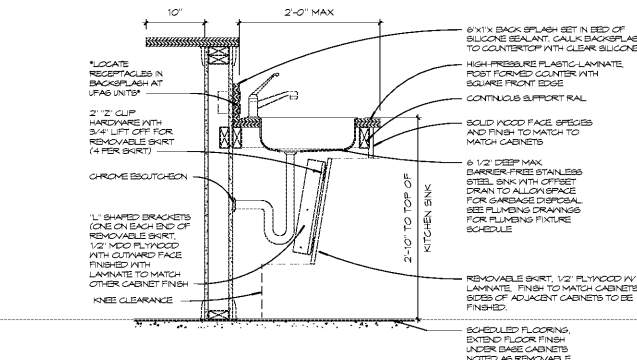 10"
2'-0" MAX
*LOCATE
RECEPTACLES IN
BACKSPLASH AT
UFAS UNITS*
2" 'Z' CLIP
HARDWARE WITH
3/4" LIFT OFF FOR
REMOVABLE SKIRT
(4 PER SKIRT)
CHROME ESCUTCHEON
'L' SHAPED BRACKETS
(ONE ON EACH END OF
REMOVABLE SKIRT,
1/2" MDO PLYWOOD
WITH OUTWARD FACE
FINISHED WITH
LAMINATE TO MATCH
OTHER CABINET FINISH
KNEE CLEARANCE
2'-10" TO TOP OF
KITCHEN SINK
6"X1"X BACK SPLASH SET IN BED OF
SILICONE SEALANT. CAULK BACKSPLAS
TO COUNTERTOP WITH CLEAR SILICONE
HIGH-PRESSURE PLASTIC-LAMINATE,
POST FORMED COUNTER WITH
SQUARE FRONT EDGE
CONTINUOUS SUPPORT RAIL
SOLID WOOD FACE, SPECIES
AND FINISH TO MATCH TO
MATCH CABINETS
6 1/2" DEEP MAX
BARRIER-FREE STAINLESS
STEEL SINK WITH OFFSET
DRAIN TO ALLOW SPACE
FOR GARBAGE DISPOSAL
SEE PLUMBING DRAWINGS
FOR PLUMBING FIXTURE
SCHEDULE
REMOVABLE SKIRT, 1/2" PLYWOOD W/
LAMINATE, FINISH TO MATCH CABINETS
SIDES OF ADJACENT CABINETS TO BE
FINISHED.
SCHEDULED FLOORING,
EXTEND FLOOR FINISH
UNDER BASE CABINETS
NOTED AS REMOVABLE